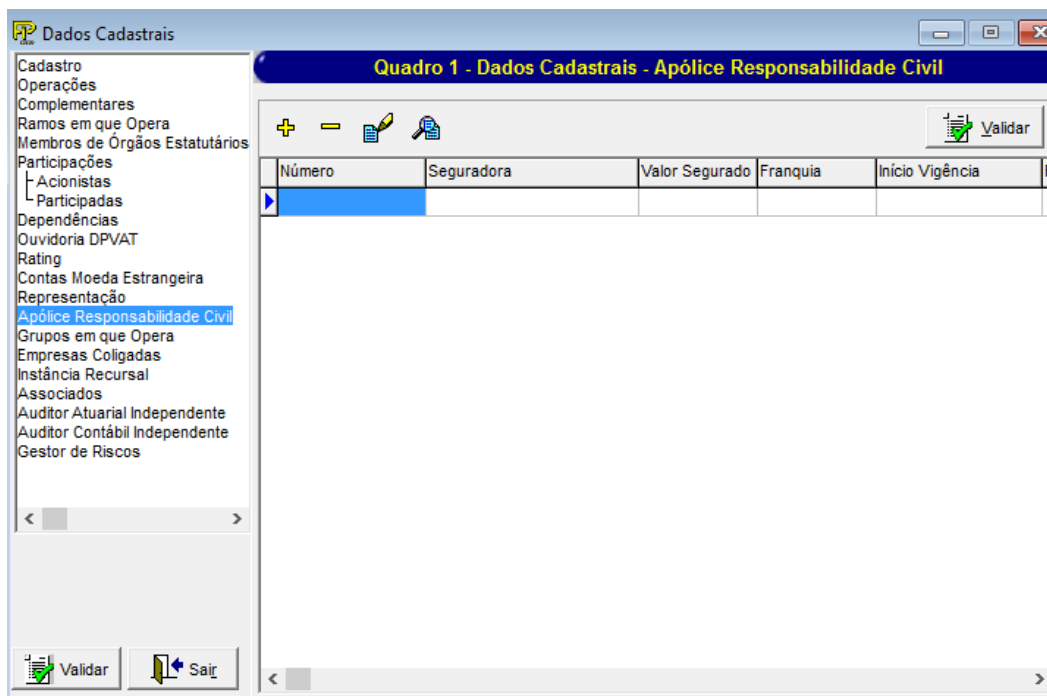 Dados Cadastrais
Cadastro
Operações
Complementares
Ramos em que Opera
Membros de Órgãos Estatutários
Participações
Acionistas
Participadas
Dependências
Ouvidoria DPVAT
Rating
Contas Moeda Estrangeira
Representação
Apólice Responsabilidade Civil
Grupos em que Opera
Empresas Coligadas
Instância Recursal
Associados
Auditor Atuarial Independente
Auditor Contábil Independente
Gestor de Riscos
Validar Sair
Quadro 1 - Dados Cadastrais - Apólice Responsabilidade Civil
Validar
Número Seguradora Valor Segurado Franquia Início Vigência